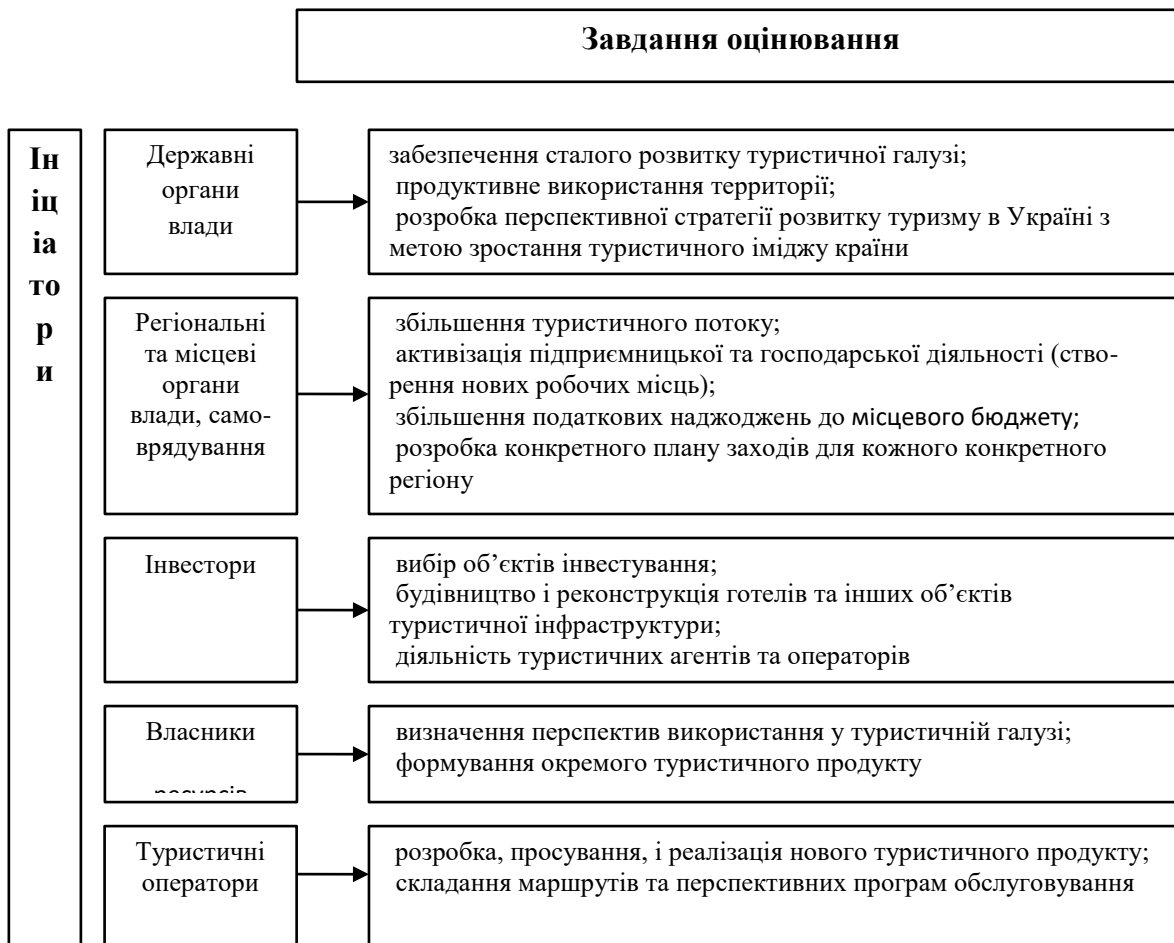 Завдання оцінювання
Ін
іц
іа
то
р
и
Державні
органи
влади
забезпечення сталого розвитку туристичної галузі;
продуктивне використання території;
розробка перспективної стратегії розвитку туризму в Україні з
метою зростання туристичного іміджу країни
Регіональні
та місцеві
органи
влади, само-
врядування
збільшення туристичного потоку;
активізація підприємницької та господарської діяльності (ство-
рення нових робочих місць);
збільшення податкових наджоджень до місцевого бюджету;
розробка конкретного плану заходів для кожного конкретного
регіону
Інвестори
вибір об’єктів інвестування;
будівництво і реконструкція готелів та інших об’єктів
туристичної інфраструктури;
діяльність туристичних агентів та операторів
Власники
визначення перспектив використання у туристичній галузі;
формування окремого туристичного продукту
Туристичні
оператори
розробка, просування, і реалізація нового туристичного продукту;
складання маршрутів та перспективних програм обслуговування